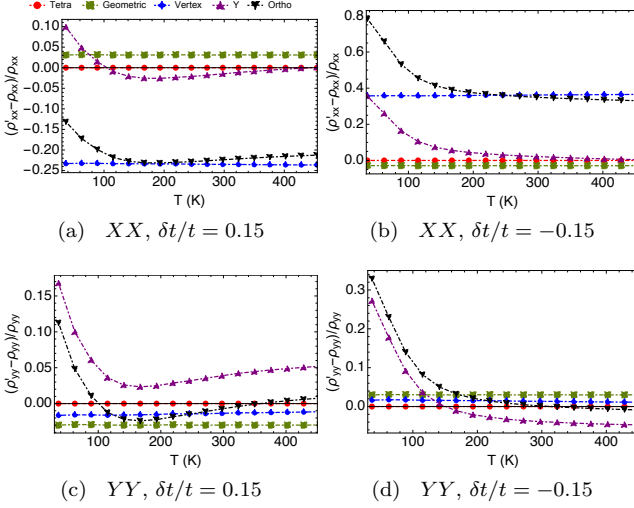 Tetra Geometric Vertex Y Ortho
(ρ'xx−ρxx)/ρxx
0.10
0.05
0.00
−0.05
−0.10
−0.15
−0.20
−0.25
100 200 300 400
T (K)
(a) XX, δt/t = 0.15
(ρ'xx−ρxx)/ρxx
0.8
0.6
0.4
0.2
0.0
100 200 300 400
T (K)
(b) XX, δt/t = −0.15
(ρ'yy−ρyy)/ρyy
0.15
0.10
0.05
0.00
100 200 300 400
T (K)
(c) YY, δt/t = 0.15
(ρ'yy−ρyy)/ρyy
0.3
0.2
0.1
0.0
100 200 300 400
T (K)
(d) YY, δt/t = −0.15